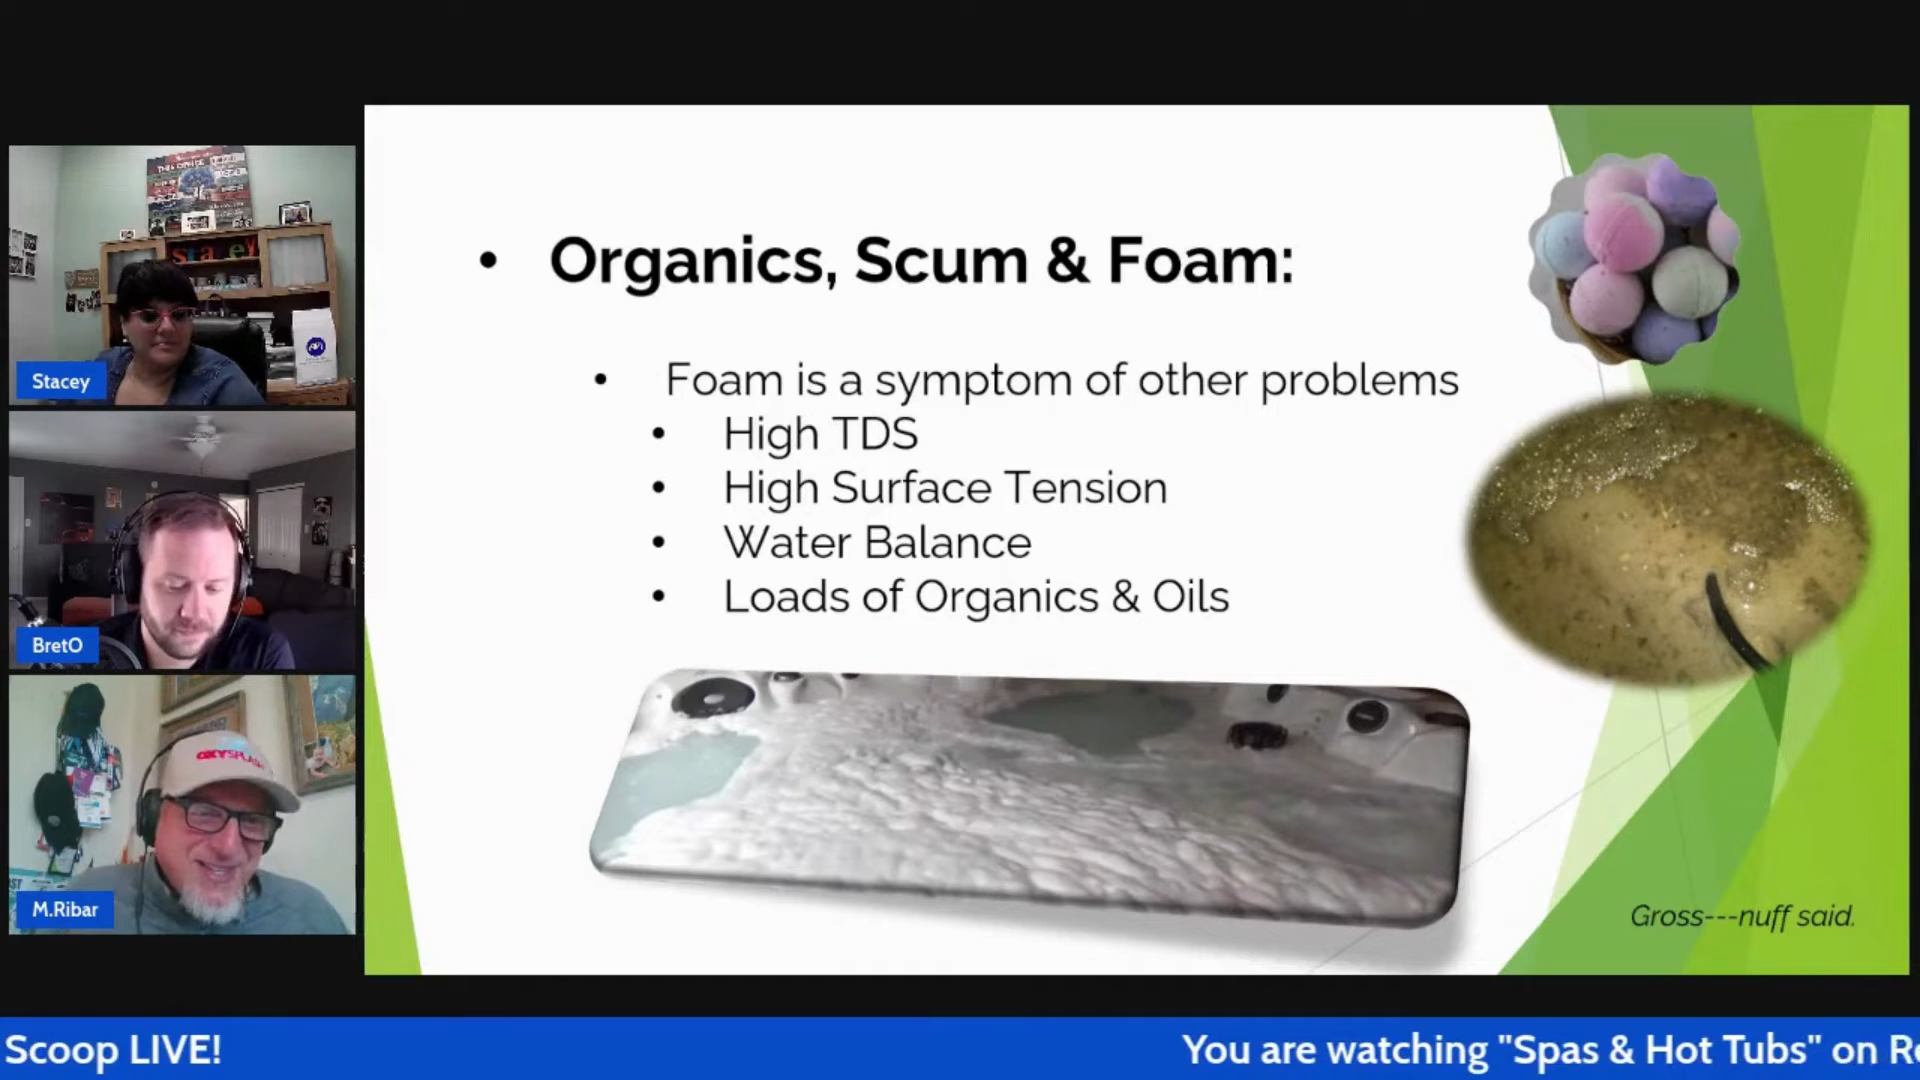 Stacey
BretO
OXYSPLASH
M.Ribar
• Organics, Scum & Foam:
• Foam is a symptom of other problems
• High TDS
• High Surface Tension
• Water Balance
• Loads of Organics & Oils
Gross---nuff said.
Scoop LIVE!
You are watching "Spas & Hot Tubs" on R